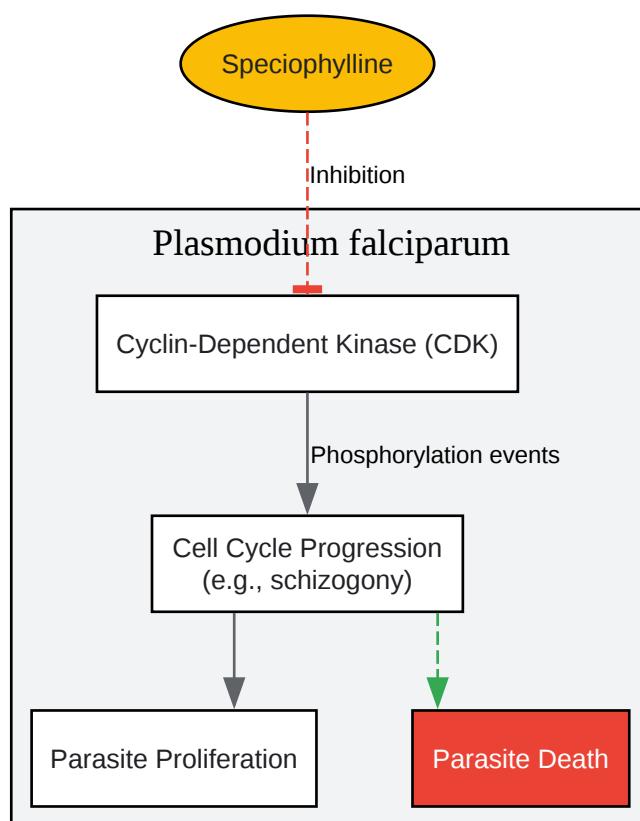 Speciophylline
Inhibition
Plasmodium falciparum
Cyclin-Dependent Kinase (CDK)
Phosphorylation events
Cell Cycle Progression
(e.g., schizogony)
Parasite Proliferation
Parasite Death